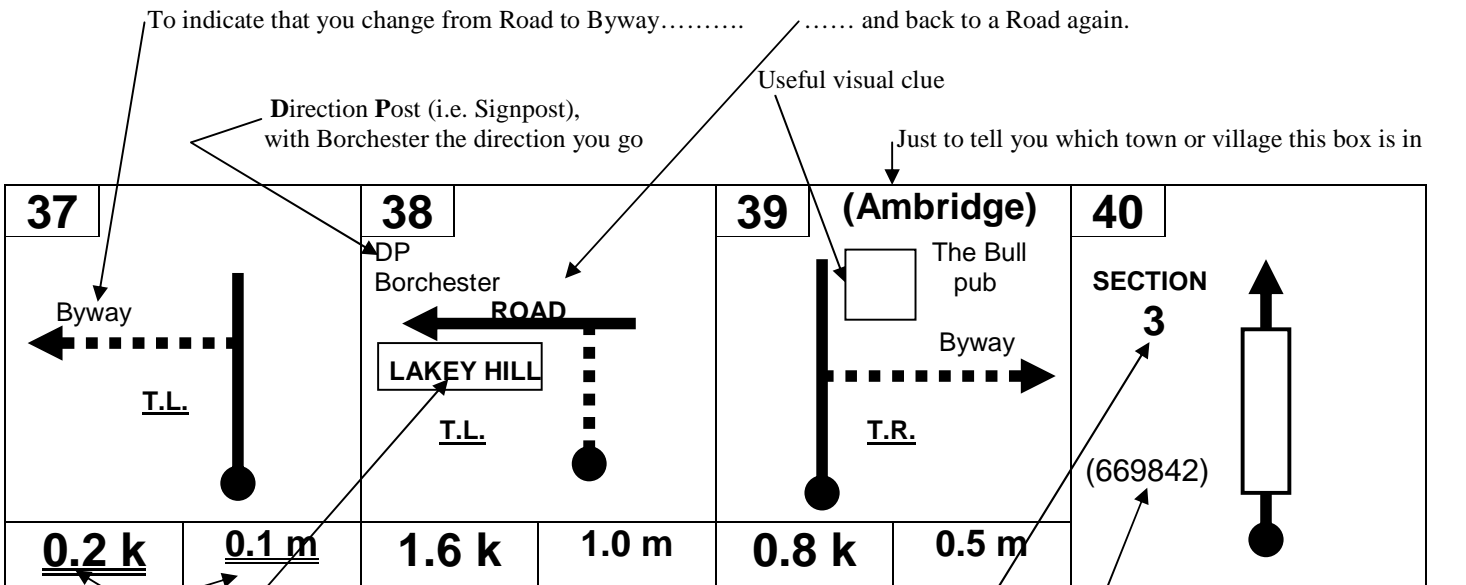 To indicate that you change from Road to Byway………. …… and back to a Road again.
Useful visual clue
Direction Post (i.e. Signpost),
with Borchester the direction you go
Just to tell you which town or village this box is in
37
Byway
T.L.
0.2 k 0.1 m
38
DP
Borchester
ROAD
LAKEY HILL
T.L.
1.6 k 1.0 m
39 (Ambridge)
The Bull
pub
Byway
T.R.
0.8 k 0.5 m
40
SECTION
3
(669842)